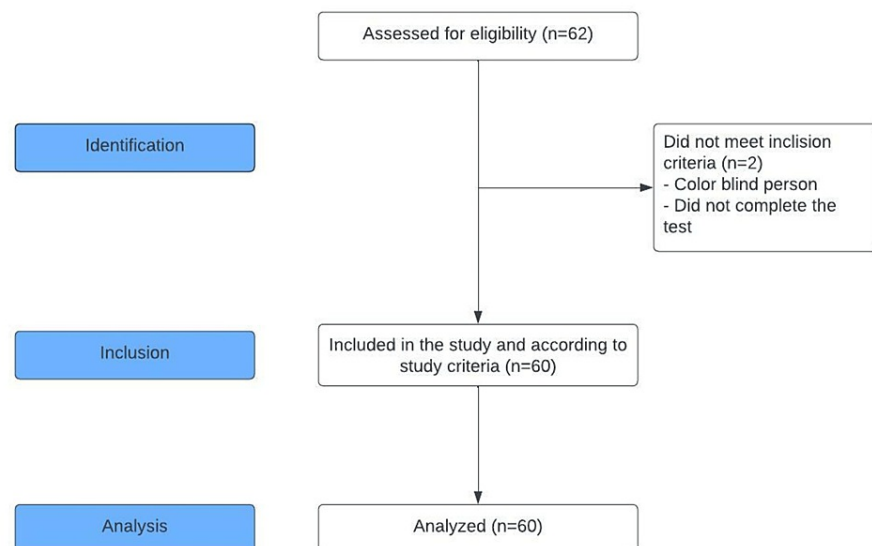 Assessed for eligibility (n=62)
Identification
Did not meet inclision
criteria (n=2)
- Color blind person
- Did not complete the
test
Inclusion
Included in the study and according to
study criteria (n=60)
Analysis
Analyzed (n=60)